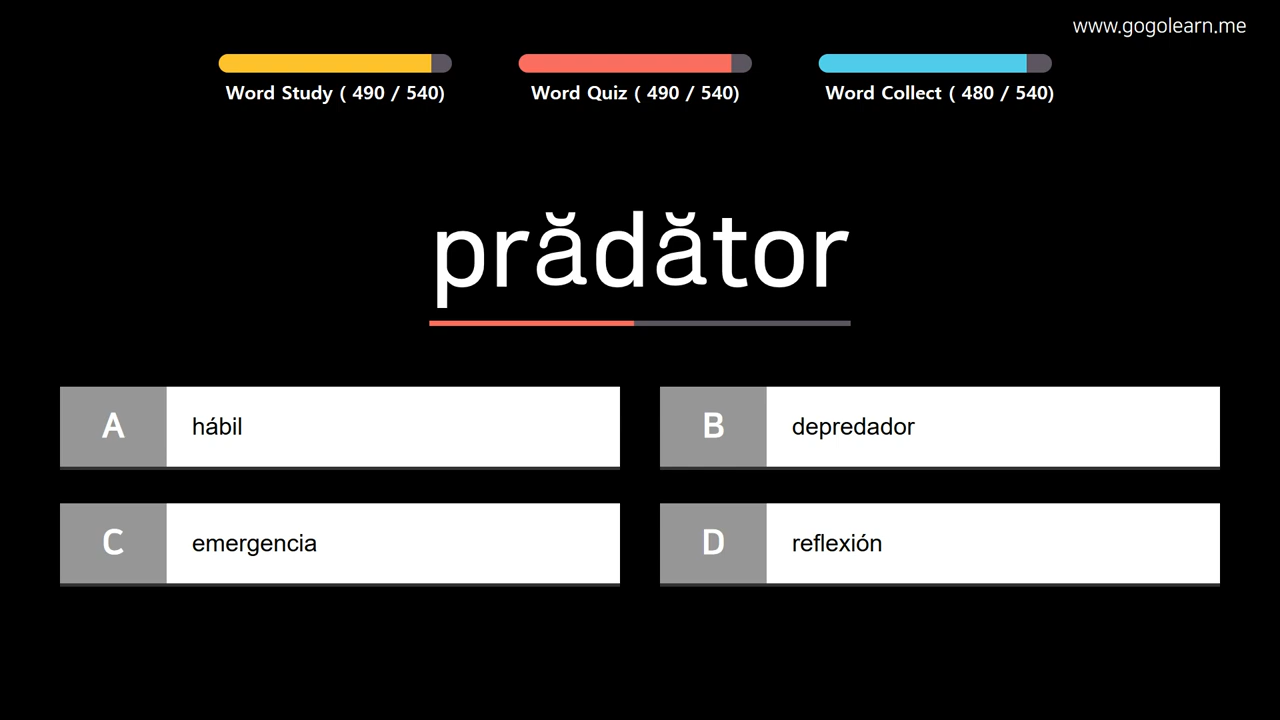 www.gogolearn.me
Word Study ( 490 / 540)
Word Quiz ( 490 / 540)
Word Collect ( 480 / 540)
prădător
A hábil
B depredador
C emergencia
D reflexión